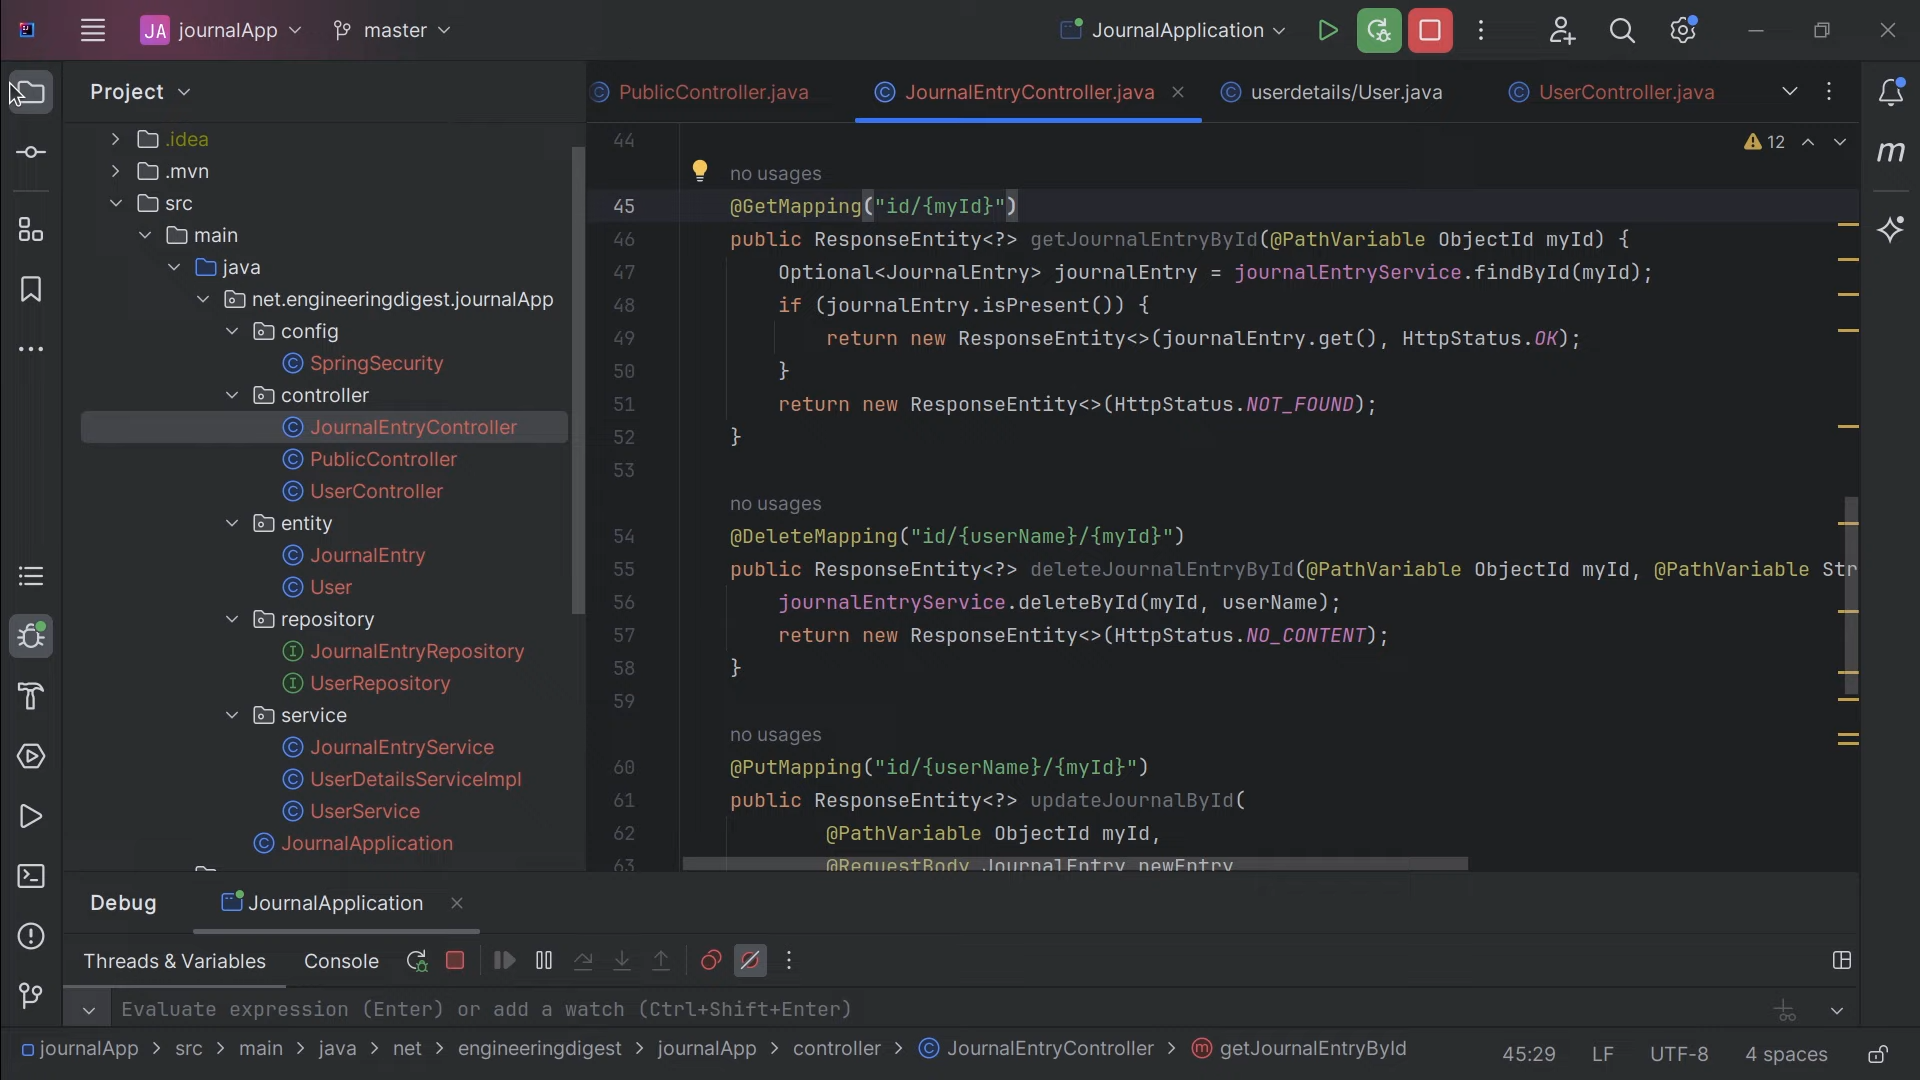 JA journalApp
master
JournalApplication
Project
PublicController.java
JournalEntryController.java
userdetails/User.java
UserController.java
.idea
.mvn
src
main
java
net.engineeringdigest.journalApp
config
SpringSecurity
controller
JournalEntryController
PublicController
UserController
entity
JournalEntry
User
repository
JournalEntryRepository
UserRepository
service
JournalEntryService
UserDetailsServiceImpl
UserService
JournalApplication
12
m
44
no usages
45 @GetMapping("id/{myId}")
46 public ResponseEntity<?> getJournalEntryById(@PathVariable ObjectId myId) {
47 Optional<JournalEntry> journalEntry = journalEntryService.findById(myId);
48 if (journalEntry.isPresent()) {
49 return new ResponseEntity<>(journalEntry.get(), HttpStatus.OK);
50 }
51 return new ResponseEntity<>(HttpStatus.NOT_FOUND);
52 }
53
no usages
54 @DeleteMapping("id/{userName}/{myId}")
55 public ResponseEntity<?> deleteJournalEntryById(@PathVariable ObjectId myId, @PathVariable Str
56 journalEntryService.deleteById(myId, userName);
57 return new ResponseEntity<>(HttpStatus.NO_CONTENT);
58 }
59
no usages
60 @PutMapping("id/{userName}/{myId}")
61 public ResponseEntity<?> updateJournalById(
62 @PathVariable ObjectId myId,
63 @RequestBody JournalEntry newEntry
Debug
JournalApplication
Threads & Variables
Console
Evaluate expression (Enter) or add a watch (Ctrl+Shift+Enter)
journalApp > src > main > java > net > engineeringdigest > journalApp > controller > JournalEntryController > getJournalEntryById
45:29
LF
UTF-8
4 spaces